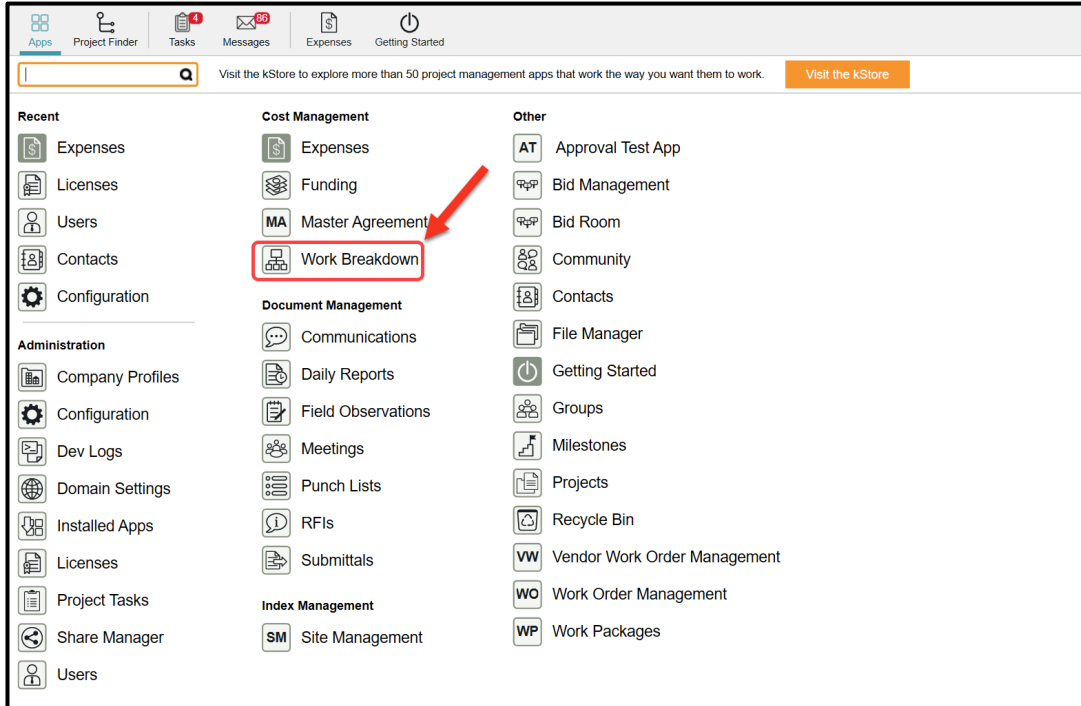 4
86
Apps
Project Finder
Tasks
Messages
Expenses
Getting Started
Visit the kStore to explore more than 50 project management apps that work the way you want them to work.
Visit the kStore
Recent
Expenses
Licenses
Users
Contacts
Configuration
Administration
Company Profiles
Configuration
Dev Logs
Domain Settings
Installed Apps
Licenses
Project Tasks
Share Manager
Users
Cost Management
Expenses
Funding
MA Master Agreement
Work Breakdown
Document Management
Communications
Daily Reports
Field Observations
Meetings
Punch Lists
RFIs
Submittals
Index Management
SM Site Management
Other
AT Approval Test App
Bid Management
Bid Room
Community
Contacts
File Manager
Getting Started
Groups
Milestones
Projects
Recycle Bin
VW Vendor Work Order Management
WO Work Order Management
WP Work Packages